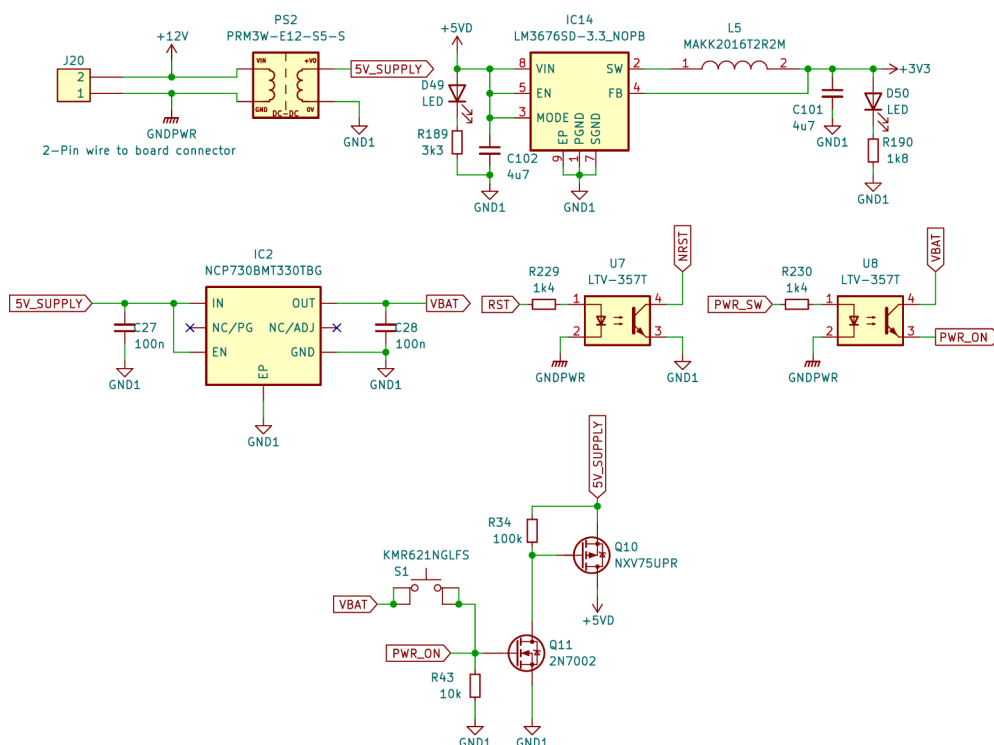 PS2
PRM3W-E12-S5-S
+12V
J20
2
1
VIN
+VO
GND
0V
DC-DC
5V_SUPPLY
GND1
GNDPWR
2-Pin wire to board connector
+5VD
D49
LED
R189
3k3
C102
4u7
GND1
IC14
LM3676SD-3.3_NOPB
8
VIN
SW
2
5
EN
FB
4
3
MODE
EP
PGND
SGND
9
1
7
GND1
L5
MAKK2016T2R2M
1
2
+3V3
C101
4u7
GND1
D50
LED
R190
1k8
GND1
IC2
NCP730BMT330TBG
5V_SUPPLY
IN
OUT
VBAT
C27
100n
NC/PG
NC/ADJ
C28
100n
EN
GND
EP
GND1
GND1
GND1
U7
LTV-357T
NRST
R229
1k4
RST
1
4
2
3
GNDPWR
GND1
U8
LTV-357T
VBAT
R230
1k4
PWR_SW
1
4
2
3
PWR_ON
GNDPWR
5V_SUPPLY
R34
100k
Q10
NXV75UPR
+5VD
KMR621NGLFS
S1
VBAT
PWR_ON
Q11
2N7002
R43
10k
GND1
GND1